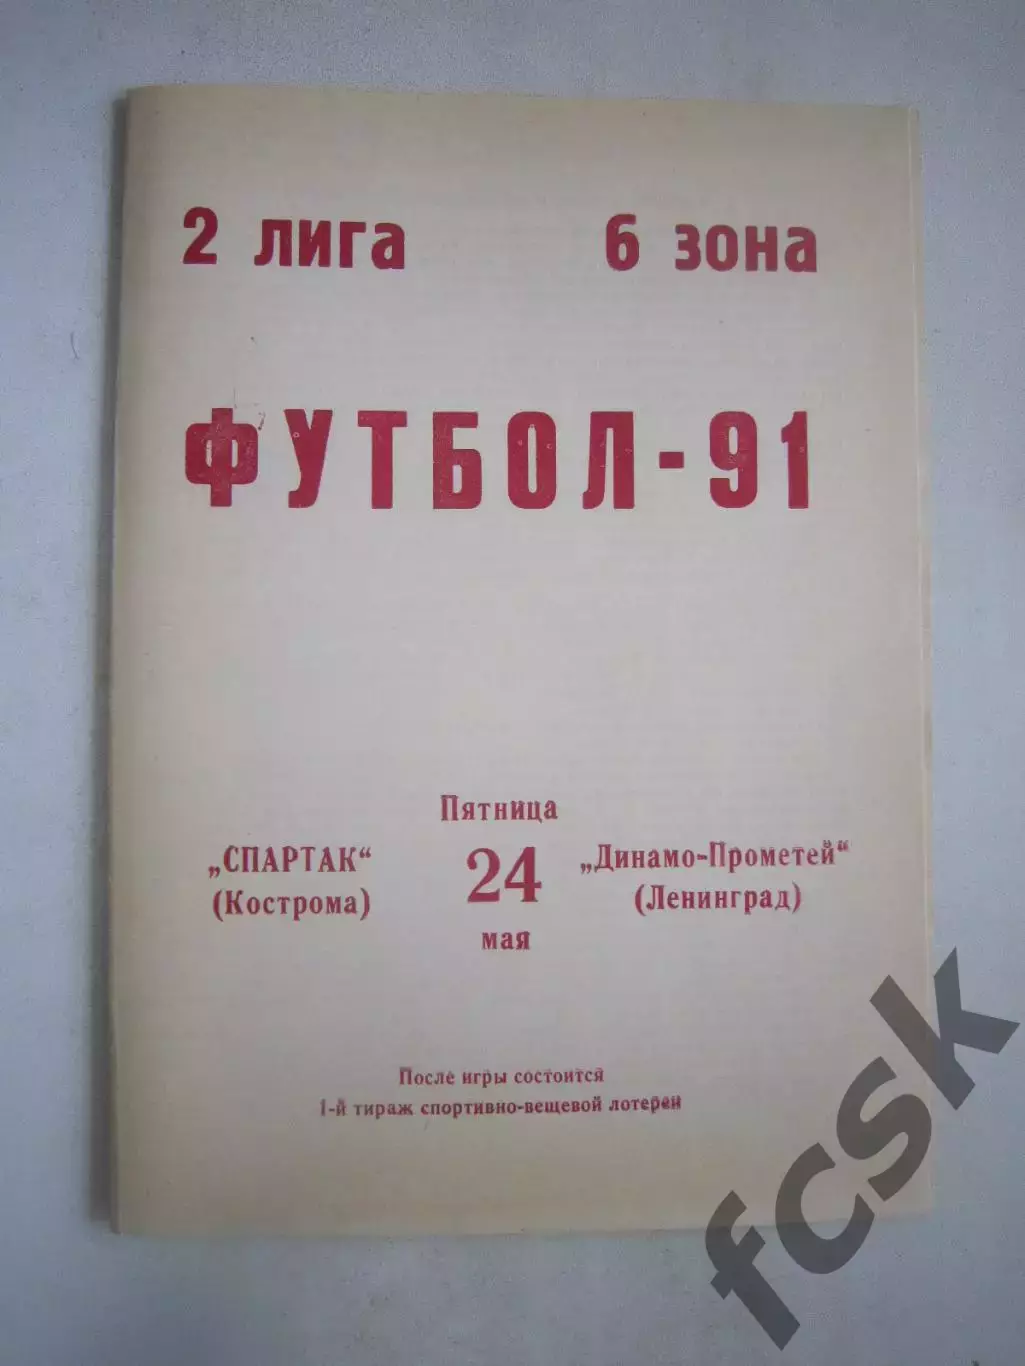 2 лига 6 зона
ФУТБОЛ-91
Пятница
„СПАРТАК“ 24 „Динамо-Прометей“
(Кострома) (Ленинград)
мая
После игры состоится
1-й тираж спортивно-вещевой лотереи
fcsk